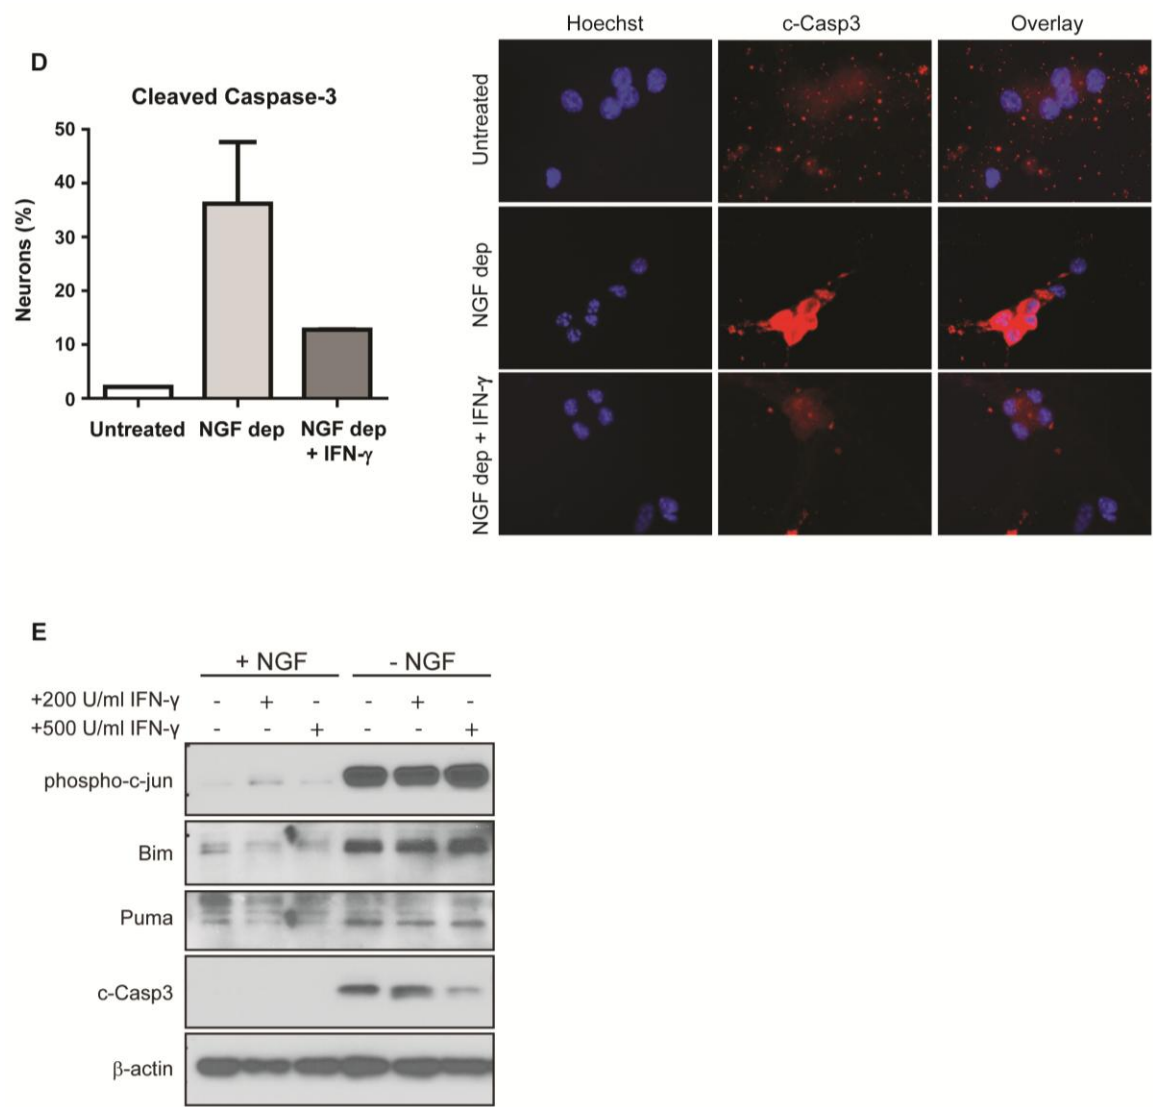 D
Cleaved Caspase-3
Neurons (%)
50
40
30
20
10
0
Untreated NGF dep NGF dep
+ IFN-γ
Hoechst c-Casp3 Overlay
Untreated
NGF dep
NGF dep + IFN-γ
E
+ NGF - NGF
+200 U/ml IFN-γ - + - - + -
+500 U/ml IFN-γ - - + - - +
phospho-c-jun
Bim
Puma
c-Casp3
β-actin